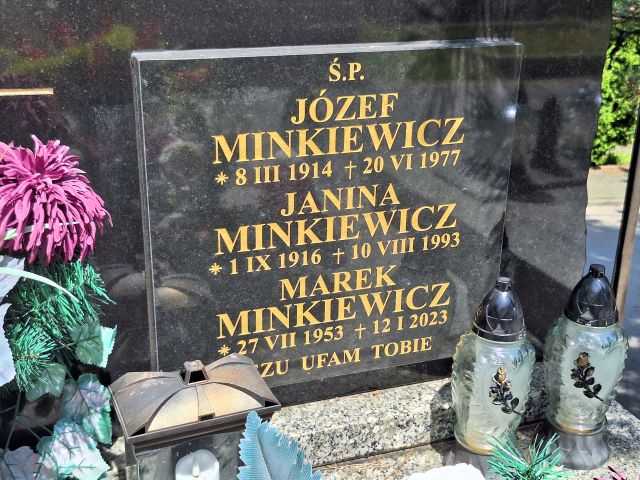 Ś.P.
JÓZEF
MINKIEWICZ
* 8 III 1914 † 20 VI 1977
JANINA
MINKIEWICZ
* 1 IX 1916 † 10 VIII 1993
MAREK
MINKIEWICZ
* 27 VII 1953 † 12 I 2023
UFAM TOBIE